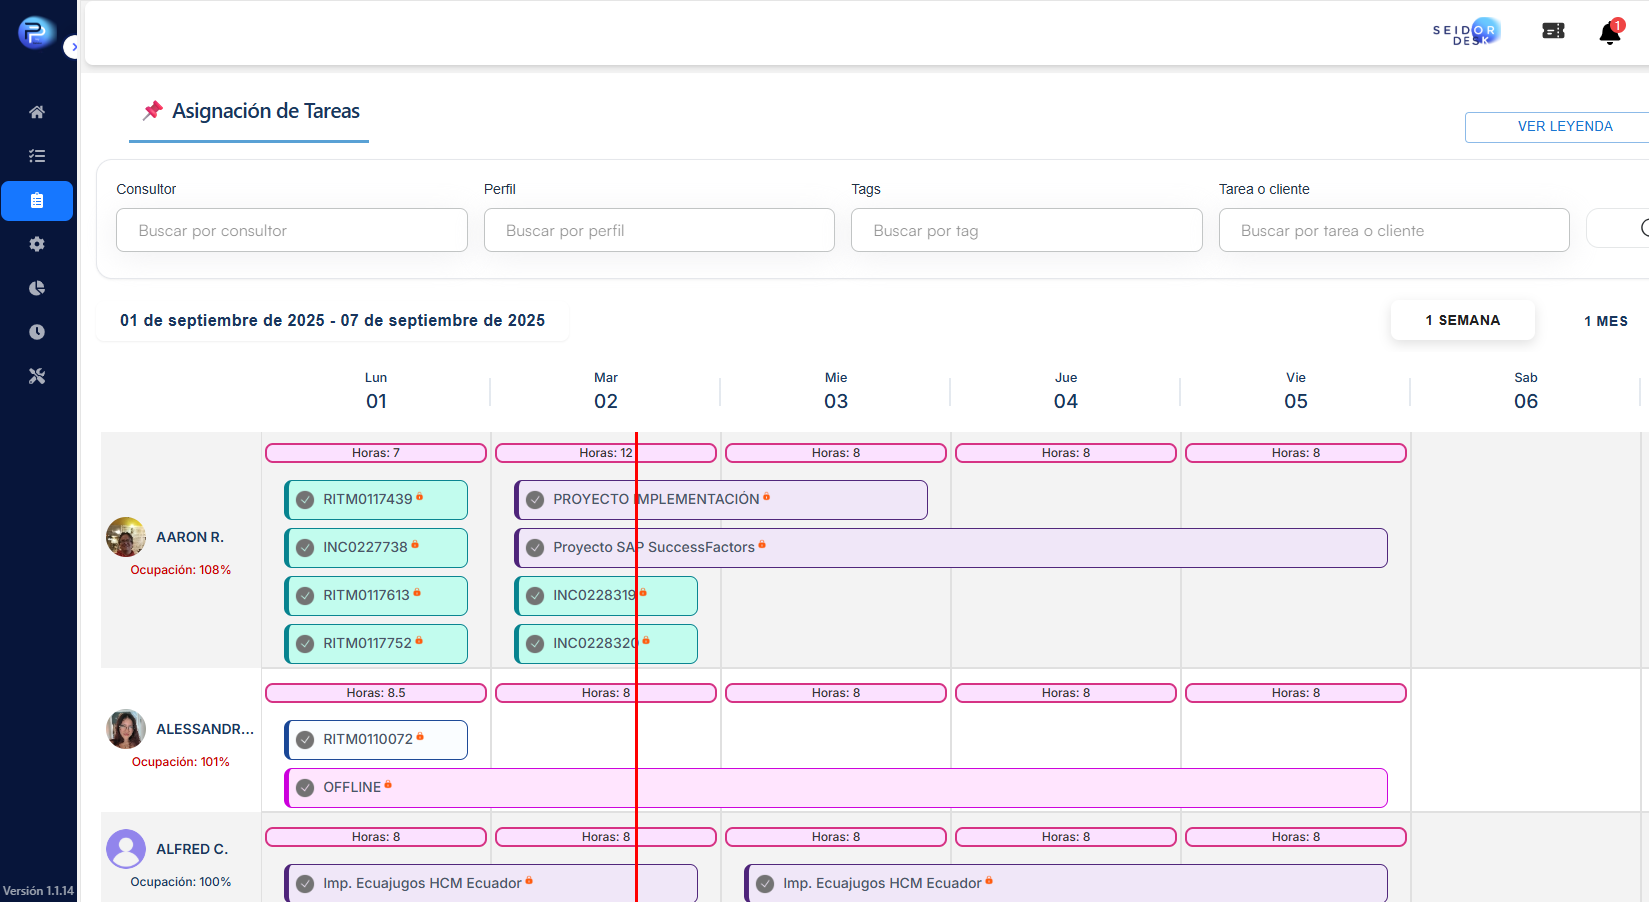 SEIDOR
DESK
1
Asignación de Tareas
VER LEYENDA
Consultor
Perfil
Tags
Tarea o cliente
Buscar por consultor
Buscar por perfil
Buscar por tag
Buscar por tarea o cliente
01 de septiembre de 2025 - 07 de septiembre de 2025
1 SEMANA
1 MES
Lun
Mar
Mie
Jue
Vie
Sab
01
02
03
04
05
06
Horas: 7
Horas: 12
Horas: 8
Horas: 8
Horas: 8
RITM0117439
PROYECTO IMPLEMENTACIÓN
AARON R.
Ocupación: 108%
INC0227738
Proyecto SAP SuccessFactors
RITM0117613
INC0228319
RITM0117752
INC0228320
Horas: 8.5
Horas: 8
Horas: 8
Horas: 8
Horas: 8
ALESSANDR...
Ocupación: 101%
RITM0110072
OFFLINE
Horas: 8
Horas: 8
Horas: 8
Horas: 8
Horas: 8
ALFRED C.
Ocupación: 100%
Imp. Ecuajugos HCM Ecuador
Imp. Ecuajugos HCM Ecuador
Versión 1.1.14